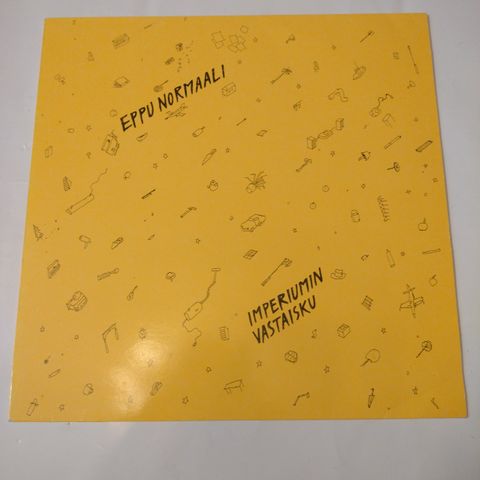 EPPU NORMAALI
IMPERIUMIN
VASTAISKU